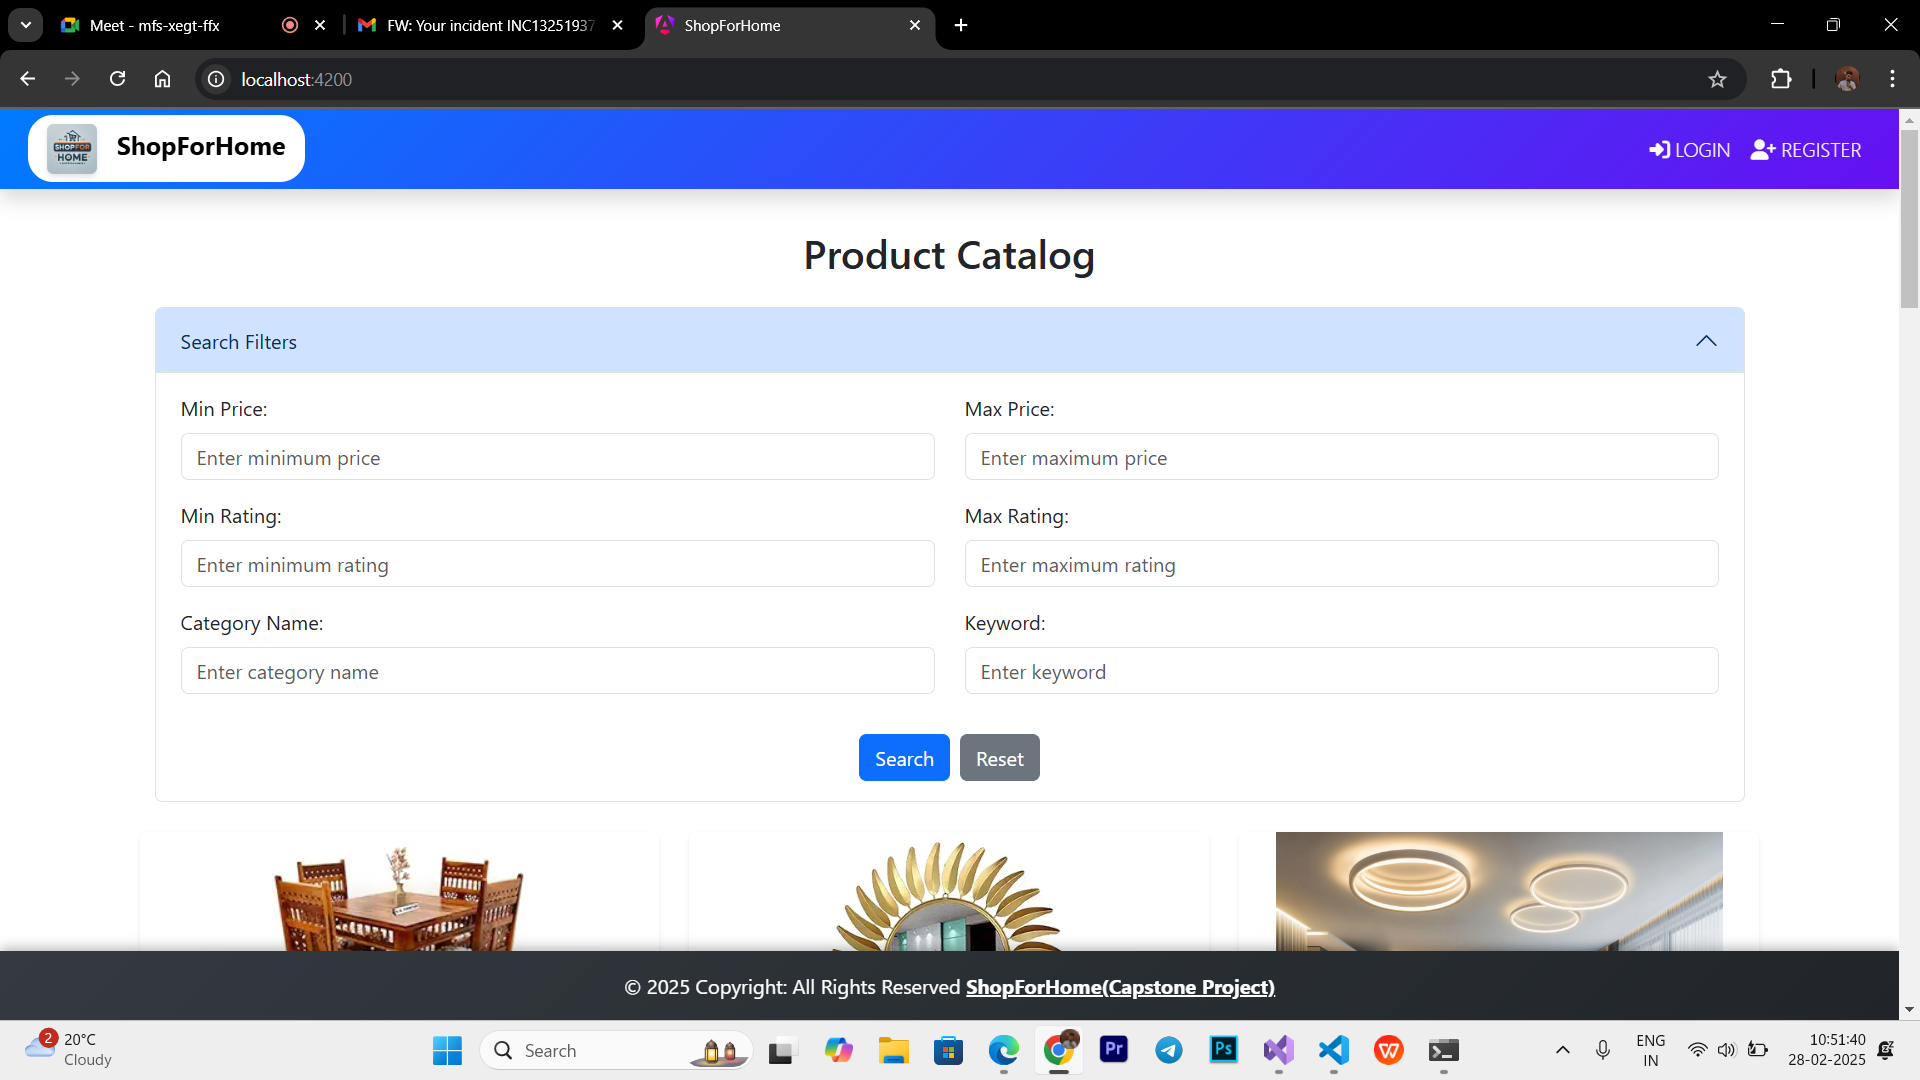 Meet - mfs-xegt-ffx
FW: Your incident INC13251937
ShopForHome
localhost:4200
SHOPFOR
HOME
ShopForHome
LOGIN
REGISTER
Product Catalog
Search Filters
Min Price:
Max Price:
Enter minimum price
Enter maximum price
Min Rating:
Max Rating:
Enter minimum rating
Enter maximum rating
Category Name:
Keyword:
Enter category name
Enter keyword
Search
Reset
© 2025 Copyright: All Rights Reserved ShopForHome(Capstone Project)
2
20°C
Cloudy
Search
Pr
Ps
ENG
IN
10:51:40
28-02-2025